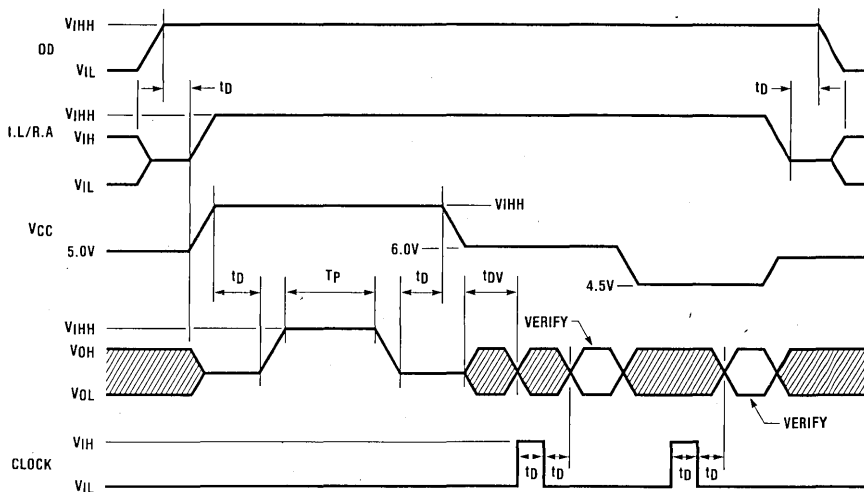 VIHH
OD
VIL
tD
tD
VIHH
I.L/R.A
VIH
VIL
VIHH
VCC
5.0V
6.0V
4.5V
tD
TP
tD
tDV
VIHH
VOH
VOL
VERIFY
VERIFY
VIH
CLOCK
VIL
tD
tD
tD
tD